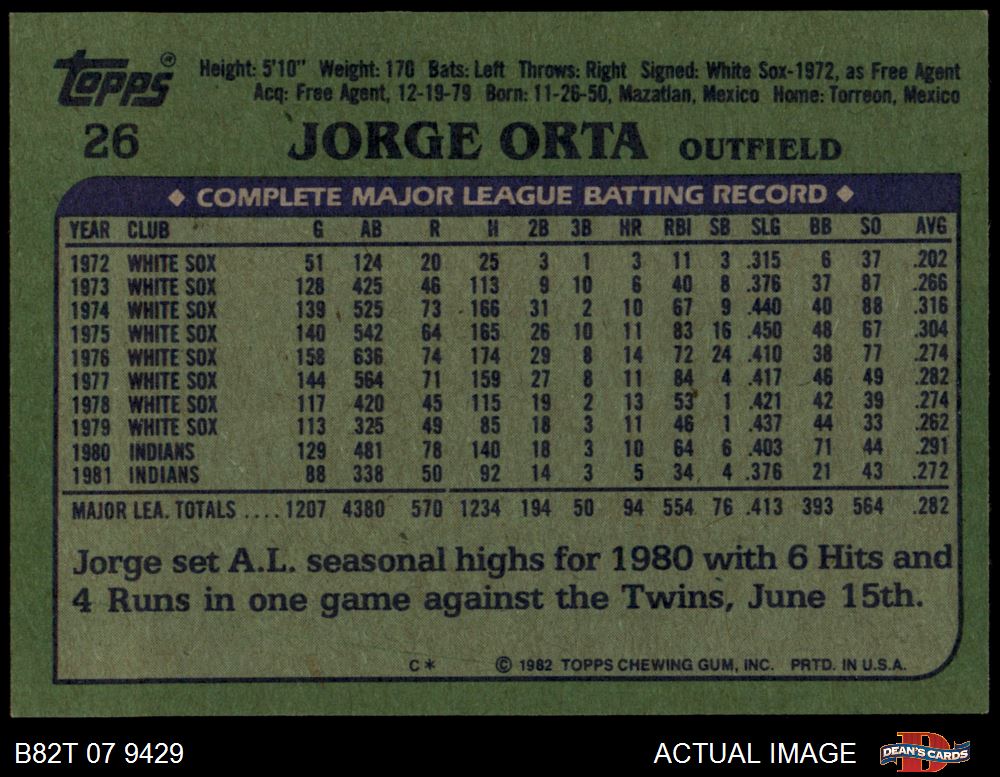 Topps®
Height: 5'10" Weight: 170 Bats: Left Throws: Right Signed: White Sox-1972, as Free Agent
Acq: Free Agent, 12-19-79 Born: 11-26-50, Mazatlan, Mexico Home: Torreon, Mexico
26 JORGE ORTA OUTFIELD
◆ COMPLETE MAJOR LEAGUE BATTING RECORD ◆
YEAR CLUB G AB R H 2B 3B HR RBI SB SLG BB SO AVG
1972 WHITE SOX 51 124 20 25 3 1 3 11 3 .315 6 37 .202
1973 WHITE SOX 128 425 46 113 9 10 6 40 8 .376 37 87 .266
1974 WHITE SOX 139 525 73 166 31 2 10 67 9 .440 40 88 .316
1975 WHITE SOX 140 542 64 165 26 10 11 83 16 .450 48 67 .304
1976 WHITE SOX 158 636 74 174 29 8 14 72 24 .410 38 77 .274
1977 WHITE SOX 144 564 71 159 27 8 11 84 4 .417 46 49 .282
1978 WHITE SOX 117 420 45 115 19 2 13 53 1 .421 42 39 .274
1979 WHITE SOX 113 325 49 85 18 3 11 46 1 .437 44 33 .262
1980 INDIANS 129 481 78 140 18 3 10 64 6 .403 71 44 .291
1981 INDIANS 88 338 50 92 14 3 5 34 4 .376 21 43 .272
MAJOR LEA. TOTALS .... 1207 4380 570 1234 194 50 94 554 76 .413 393 564 .282
Jorge set A.L. seasonal highs for 1980 with 6 Hits and
4 Runs in one game against the Twins, June 15th.
C* © 1982 TOPPS CHEWING GUM, INC. PRTD. IN U.S.A.
B82T 07 9429 ACTUAL IMAGE DEAN'S CARDS